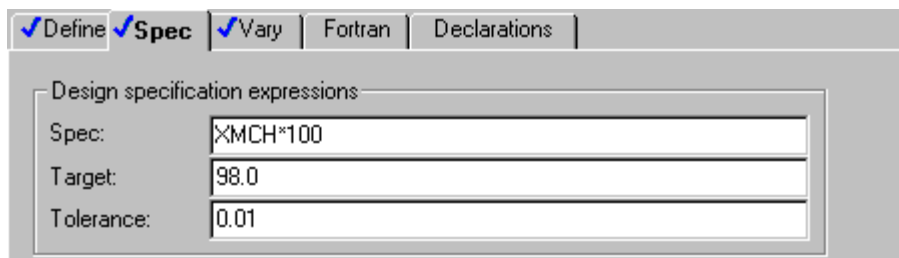 Define Spec Vary Fortran Declarations
Design specification expressions
Spec: XMCH*100
Target: 98.0
Tolerance: 0.01